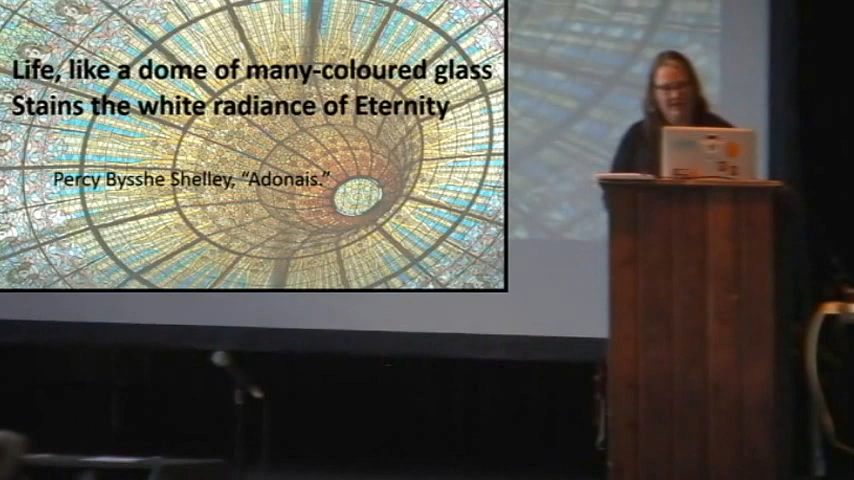 Life, like a dome of many-coloured glass
Stains the white radiance of Eternity
Percy Bysshe Shelley, “Adonais.”